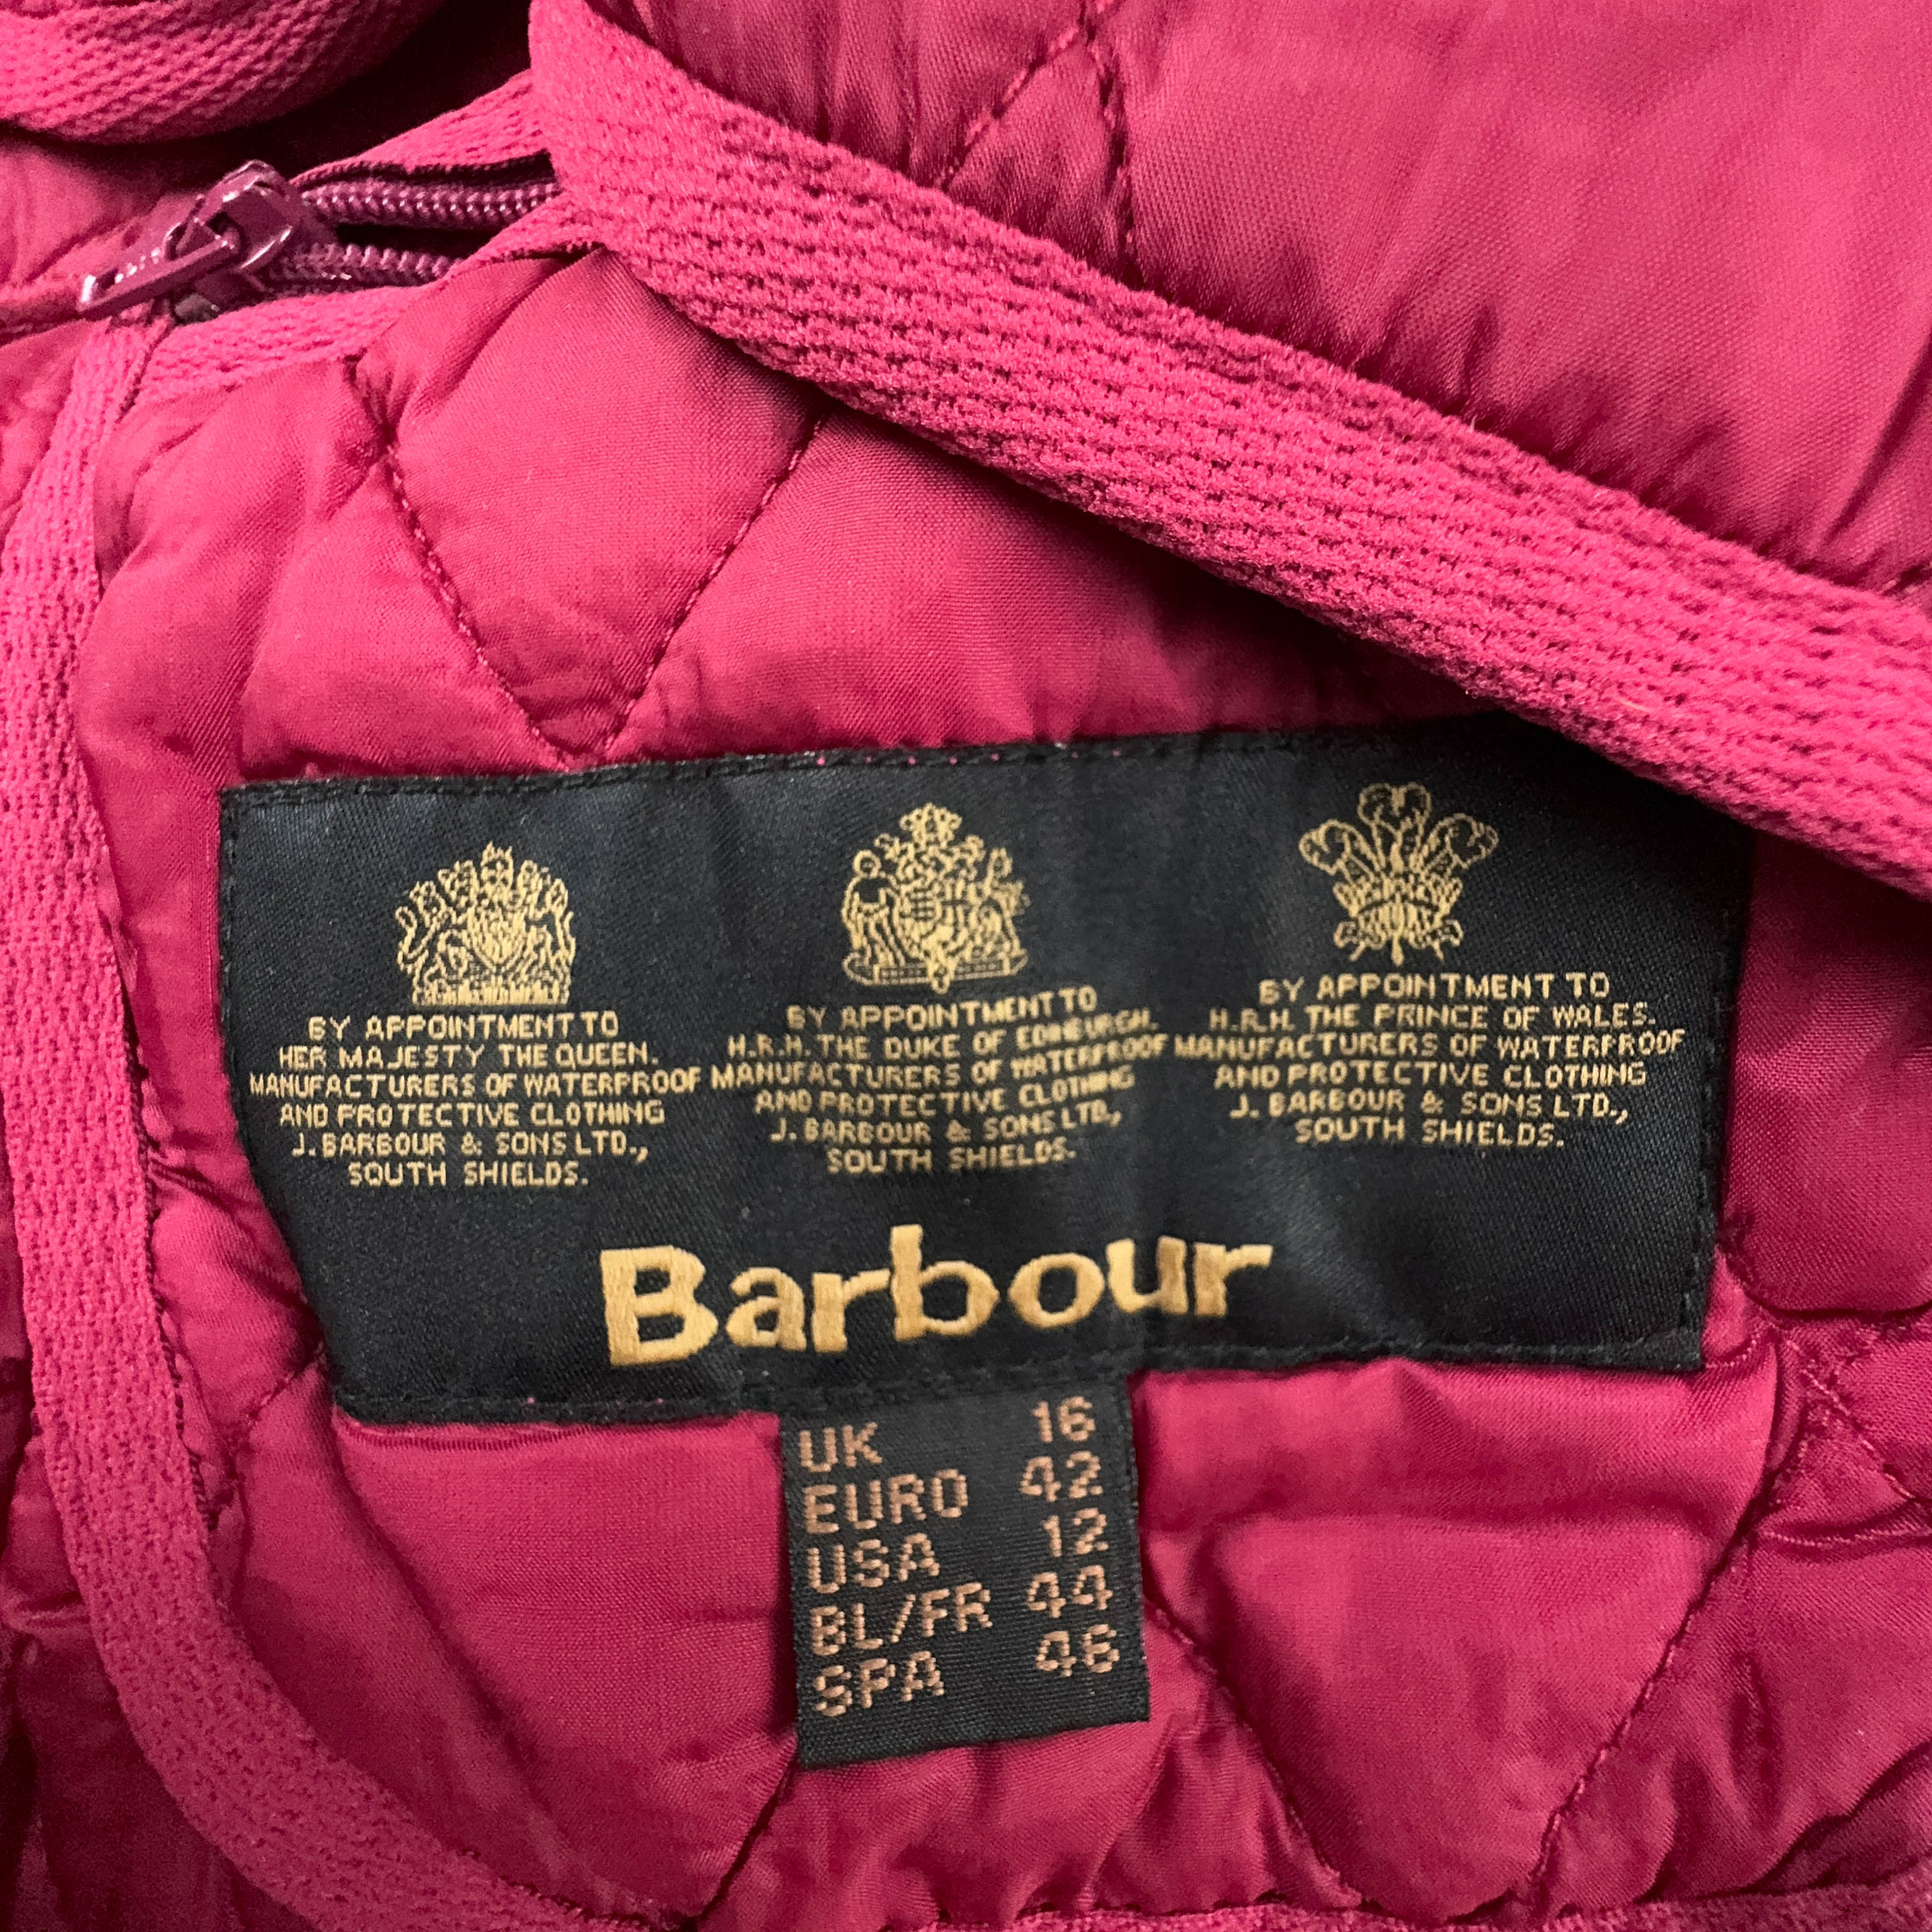 BY APPOINTMENT TO
HER MAJESTY THE QUEEN.
MANUFACTURERS OF WATERPROOF
AND PROTECTIVE CLOTHING
J. BARBOUR & SONS LTD.,
SOUTH SHIELDS.
BY APPOINTMENT TO
H.R.H. THE DUKE OF EDINBURGH.
MANUFACTURERS OF WATERPROOF
AND PROTECTIVE CLOTHING
J. BARBOUR & SONS LTD.,
SOUTH SHIELDS.
BY APPOINTMENT TO
H.R.H. THE PRINCE OF WALES.
MANUFACTURERS OF WATERPROOF
AND PROTECTIVE CLOTHING
J. BARBOUR & SONS LTD.,
SOUTH SHIELDS.
Barbour
UK 16
EURO 42
USA 12
BL/FR 44
SPA 46